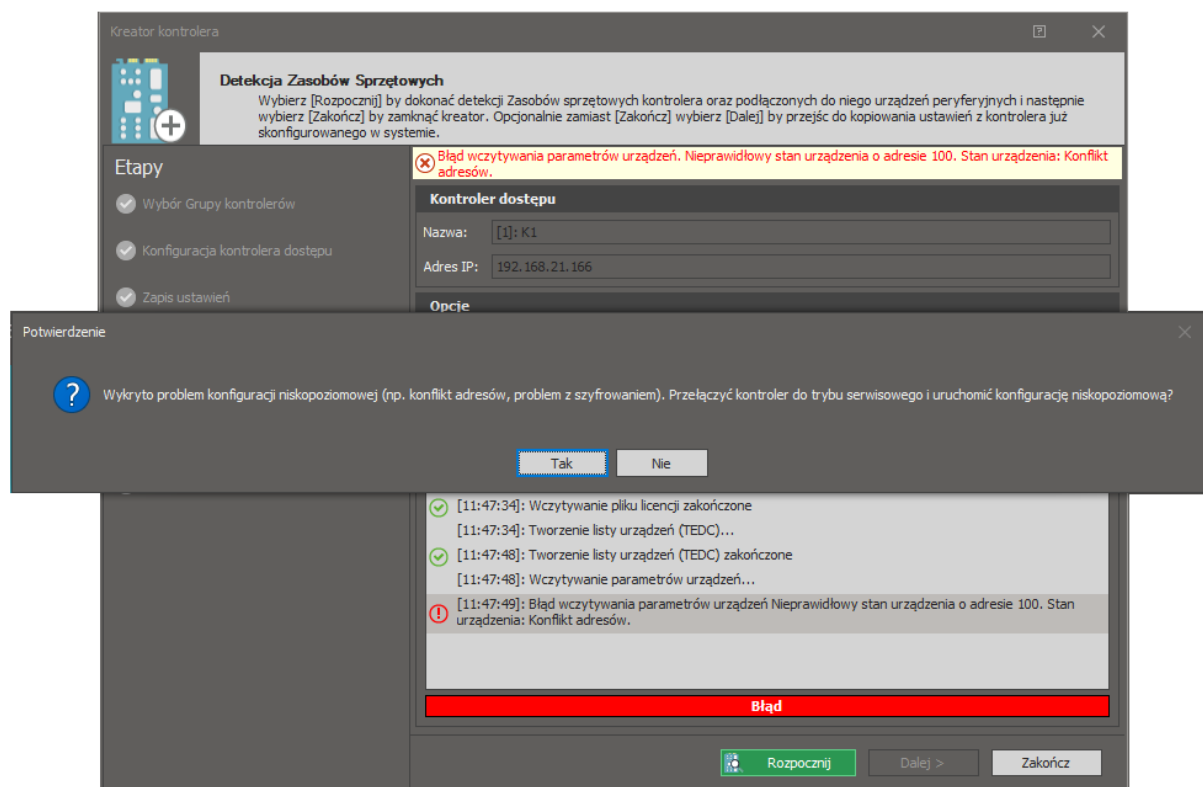 Kreator kontrolera
Detekcja Zasobów Sprzętowych
Wybierz [Rozpocznij] by dokonać detekcji Zasobów sprzętowych kontrolera oraz podłączonych do niego urządzeń peryferyjnych i następnie
wybierz [Zakończ] by zamknąć kreator. Opcjonalnie zamiast [Zakończ] wybierz [Dalej] by przejśc do kopiowania ustawień z kontrolera już
skonfigurowanego w systemie.
Etapy
Wybór Grupy kontrolerów
Konfiguracja kontrolera dostępu
Zapis ustawień
Błąd wczytywania parametrów urządzeń. Nieprawidłowy stan urządzenia o adresie 100. Stan urządzenia: Konflikt
adresów.
Kontroler dostępu
Nazwa: [1]: K1
Adres IP: 192.168.21.166
Opcje
Potwierdzenie
Wykryto problem konfiguracji niskopoziomowej (np. konflikt adresów, problem z szyfrowaniem). Przełączyć kontroler do trybu serwisowego i uruchomić konfigurację niskopoziomową?
Tak Nie
[11:47:34]: Wczytywanie pliku licencji zakończone
[11:47:34]: Tworzenie listy urządzeń (TEDC)...
[11:47:48]: Tworzenie listy urządzeń (TEDC) zakończone
[11:47:48]: Wczytywanie parametrów urządzeń...
[11:47:49]: Błąd wczytywania parametrów urządzeń Nieprawidłowy stan urządzenia o adresie 100. Stan
urządzenia: Konflikt adresów.
Błąd
Rozpocznij Dalej > Zakończ